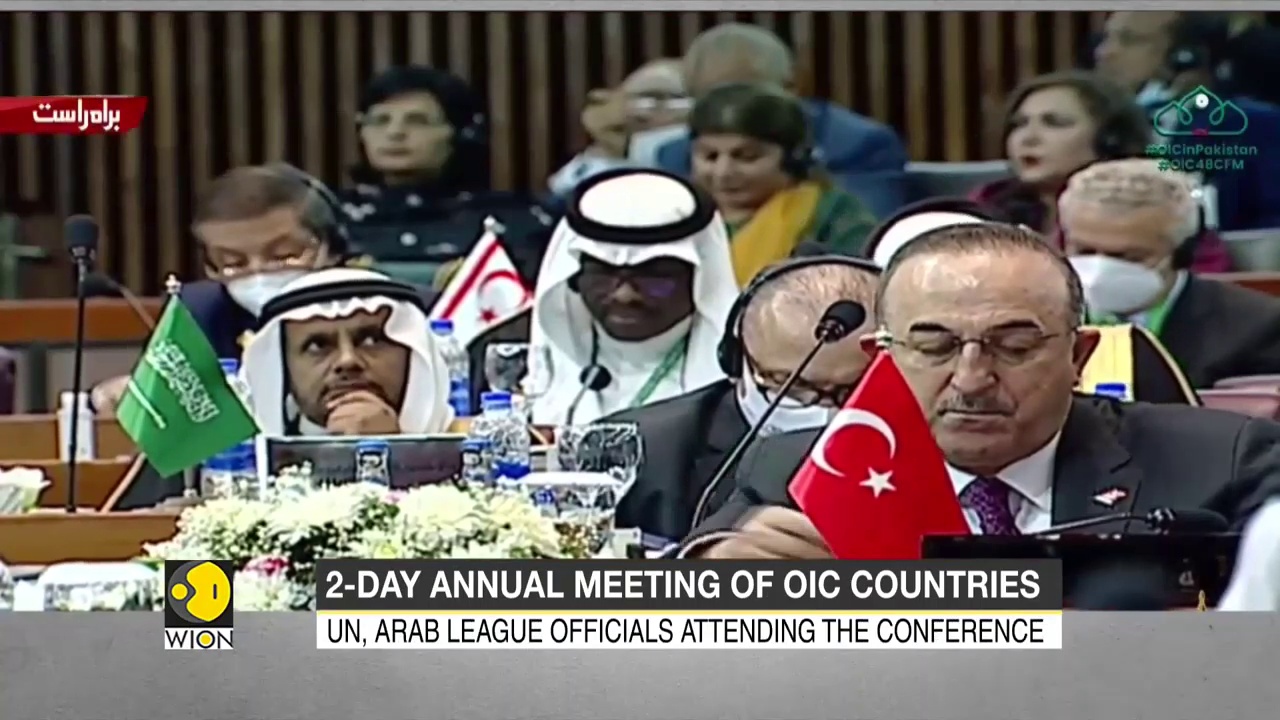 براہ راست
#OICinPakistan
#OIC48CFM
2-DAY ANNUAL MEETING OF OIC COUNTRIES
UN, ARAB LEAGUE OFFICIALS ATTENDING THE CONFERENCE
WION